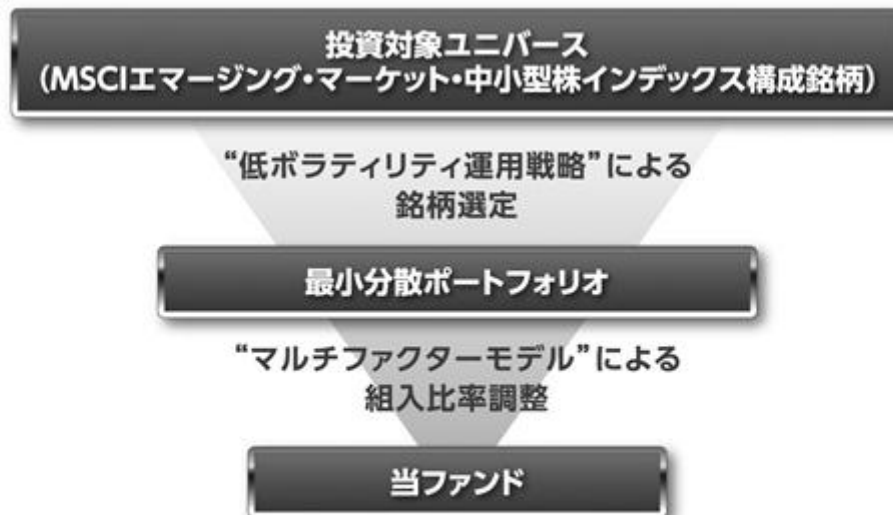 投資対象ユニバース
（MSCIエマージング・マーケット・中小型株インデックス構成銘柄）
“低ボラティリティ運用戦略”による
銘柄選定
最小分散ポートフォリオ
“マルチファクターモデル”による
組入比率調整
当ファンド